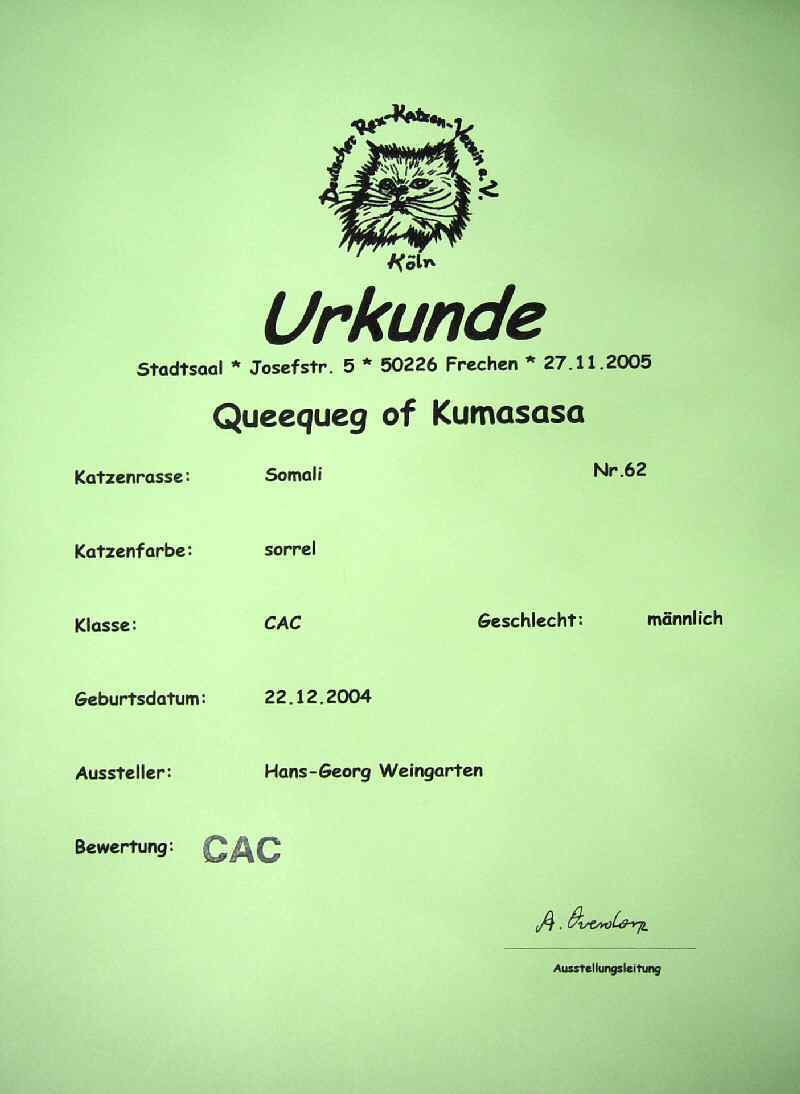 Deutscher Rex-Katzen-Verein e.V.
Köln
Urkunde
Stadtsaal * Josefstr. 5 * 50226 Frechen * 27.11.2005
Queequeg of Kumasasa
Katzenrasse: Somali Nr.62
Katzenfarbe: sorrel
Klasse: CAC Geschlecht: männlich
Geburtsdatum: 22.12.2004
Aussteller: Hans-Georg Weingarten
Bewertung: CAC
A.
Ausstellungsleitung